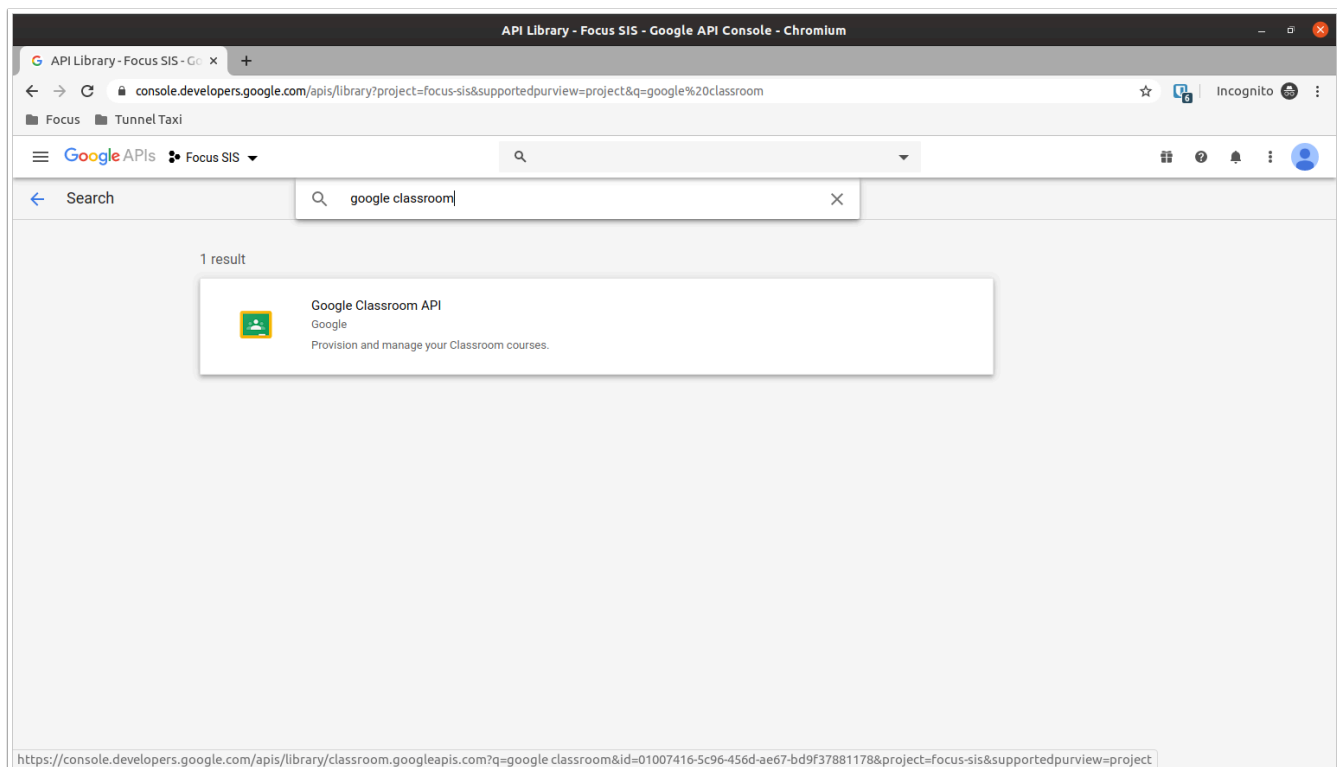 API Library - Focus SIS - Google API Console - Chromium
G API Library - Focus SIS - Go
console.developers.google.com/apis/library?project=focus-sis&supportedpurview=project&q=google%20classroom
6
Incognito
Focus Tunnel Taxi
Google APIs Focus SIS
Search
google classroom
1 result
Google Classroom API
Google
Provision and manage your Classroom courses.
https://console.developers.google.com/apis/library/classroom.googleapis.com?q=google classroom&id=01007416-5c96-456d-ae67-bd9f37881178&project=focus-sis&supportedpurview=project